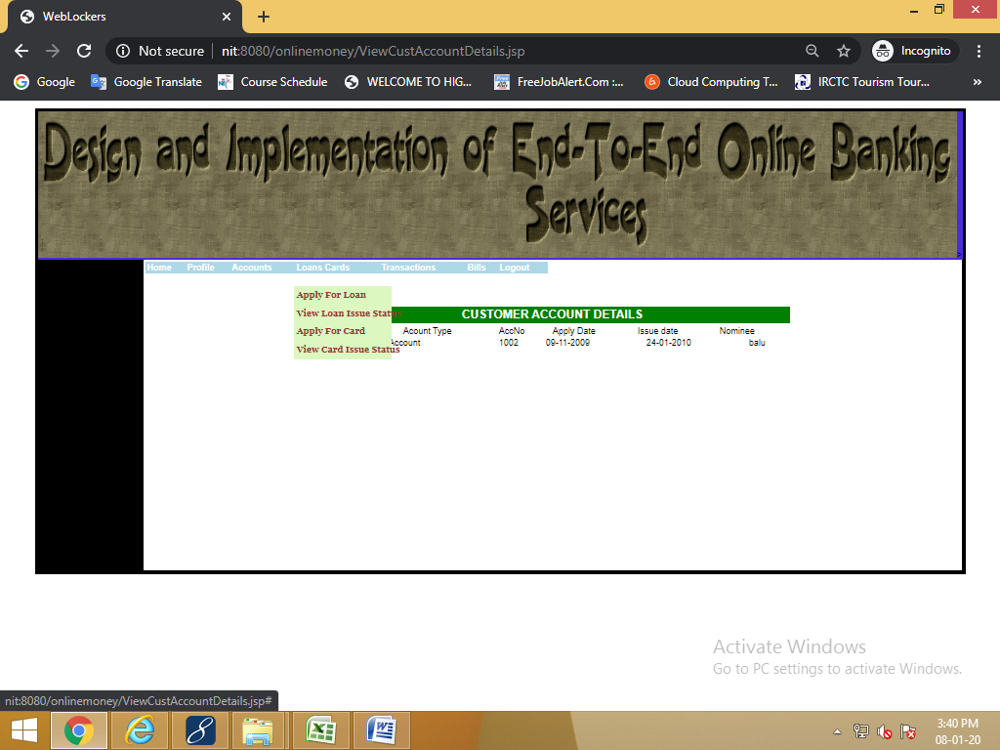 WebLockers
Not secure nit:8080/onlinemoney/ViewCustAccountDetails.jsp Incognito
Google Google Translate Course Schedule WELCOME TO HIG... FreeJobAlert.Com :... Cloud Computing T... IRCTC Tourism Tour... »
Design and Implementation of End-To-End Online Banking
Services
>
Home Profile Accounts Loans Cards Transactions Bills Logout
Apply For Loan
View Loan Issue Status CUSTOMER ACCOUNT DETAILS
Apply For Card Acount Type AccNo Apply Date Issue date Nominee
Account 1002 09-11-2009 24-01-2010 balu
View Card Issue Status
Activate Windows
Go to PC settings to activate Windows.
nit:8080/onlinemoney/ViewCustAccountDetails.jsp#
3:40 PM
08-01-20